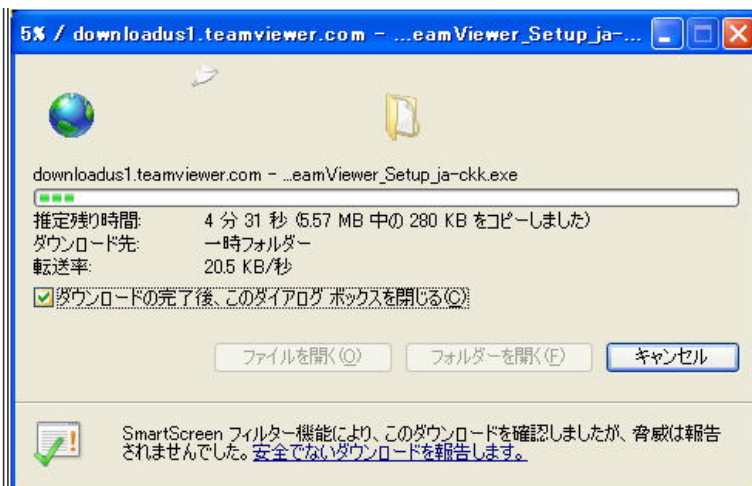 5% / downloadus1.teamviewer.com - ...eamViewer_Setup_ja-...
downloadus1.teamviewer.com - ...eamViewer_Setup_ja-ckk.exe
推定残り時間: 4 分 31 秒 (5.57 MB 中の 280 KB をコピーしました)
ダウンロード先: 一時フォルダー
転送率: 20.5 KB/秒
ダウンロードの完了後、このダイアログ ボックスを閉じる(C)
ファイルを開く(O) フォルダーを開く(F) キャンセル
SmartScreen フィルター機能により、このダウンロードを確認しましたが、脅威は報告
されませんでした。安全でないダウンロードを報告します。